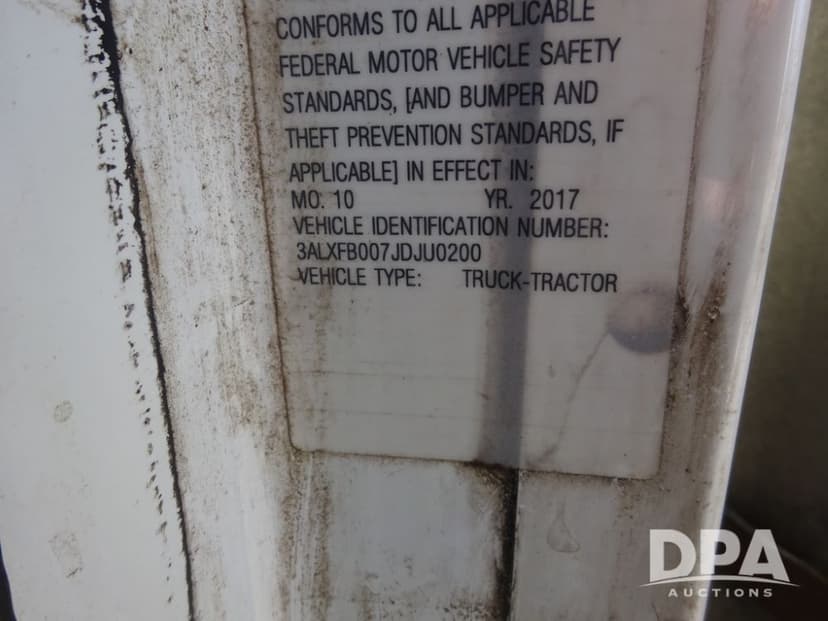 CONFORMS TO ALL APPLICABLE
FEDERAL MOTOR VEHICLE SAFETY
STANDARDS, [AND BUMPER AND
THEFT PREVENTION STANDARDS, IF
APPLICABLE] IN EFFECT IN:
MO. 10 YR. 2017
VEHICLE IDENTIFICATION NUMBER:
3ALXFB007JDJU0200
VEHICLE TYPE: TRUCK-TRACTOR
DPA
AUCTIONS